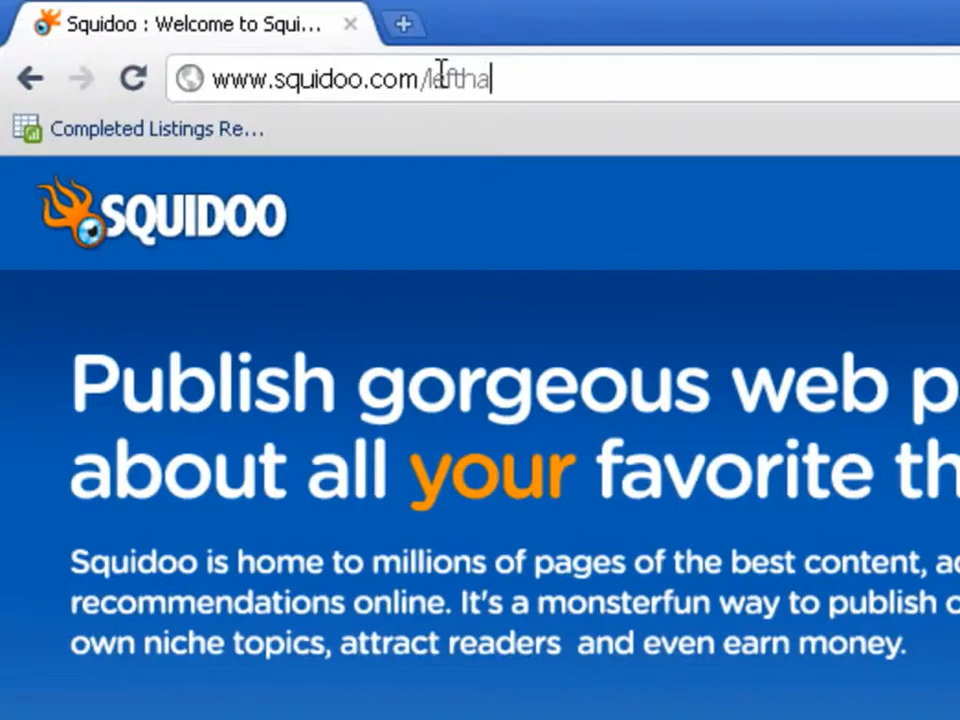 Squidoo : Welcome to Squi...
www.squidoo.com/leftha
Completed Listings Re...
SQUIDOO
Publish gorgeous web p
about all your favorite th
Squidoo is home to millions of pages of the best content, a
recommendations online. It's a monsterfun way to publish
own niche topics, attract readers and even earn money.